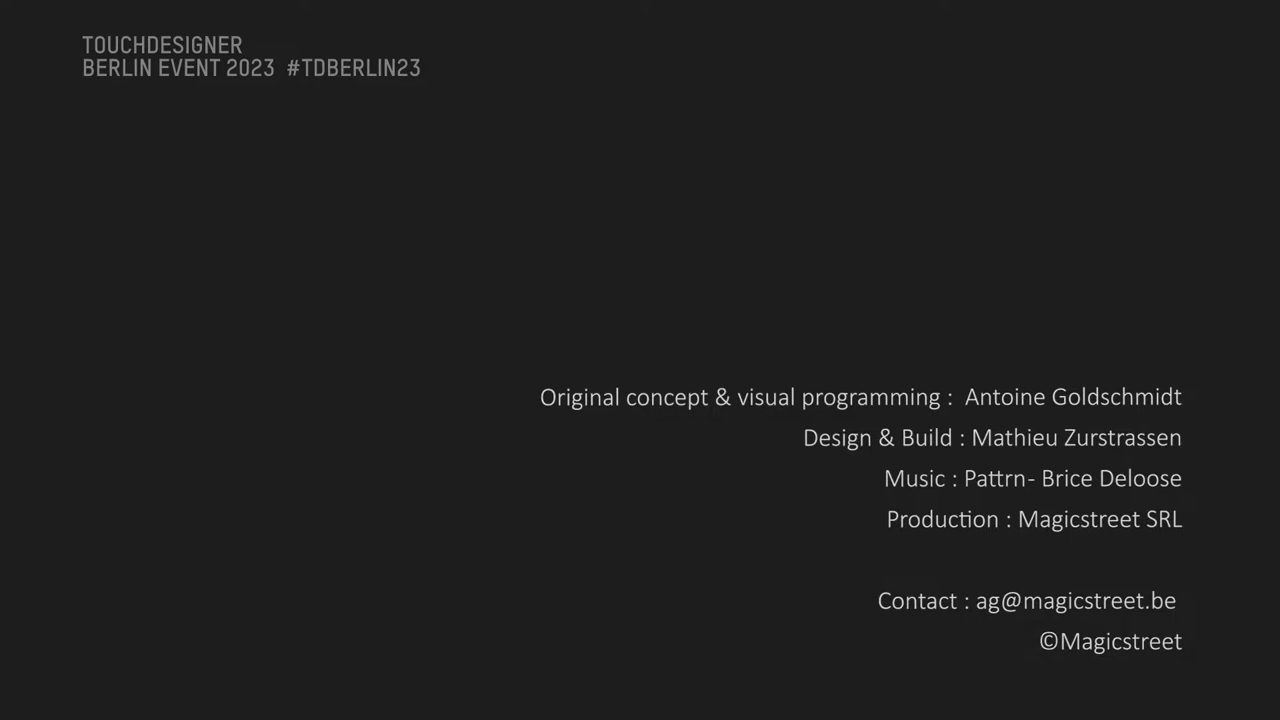 TOUCHDESIGNER
BERLIN EVENT 2023 #TDBERLIN23
Original concept & visual programming : Antoine Goldschmidt
Design & Build : Mathieu Zurstrassen
Music : Pattrn- Brice Deloose
Production : Magicstreet SRL
Contact : ag@magicstreet.be
©Magicstreet